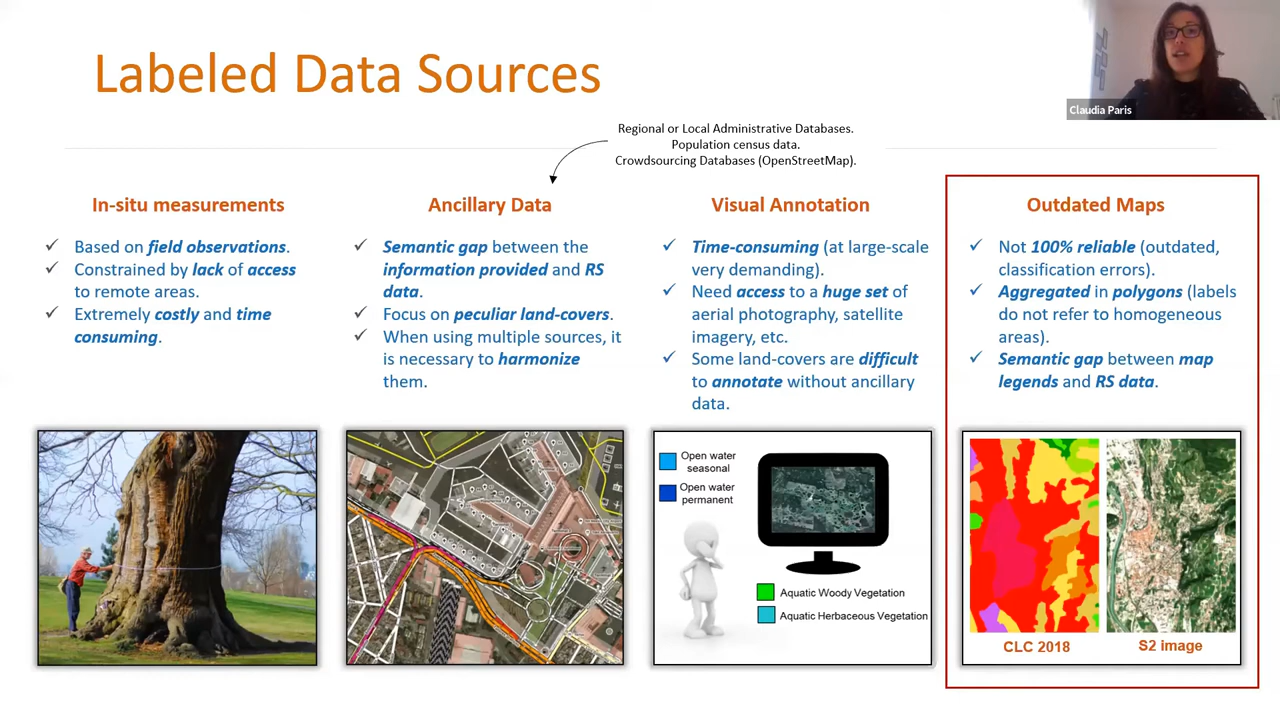 Labeled Data Sources
Claudia Paris
Regional or Local Administrative Databases.
Population census data.
Crowdsourcing Databases (OpenStreetMap).
In-situ measurements
Based on field observations.
Constrained by lack of access
to remote areas.
Extremely costly and time
consuming.
Ancillary Data
Semantic gap between the
information provided and RS
data.
Focus on peculiar land-covers.
When using multiple sources, it
is necessary to harmonize
them.
Visual Annotation
Time-consuming (at large-scale
very demanding).
Need access to a huge set of
aerial photography, satellite
imagery, etc.
Some land-covers are difficult
to annotate without ancillary
data.
Outdated Maps
Not 100% reliable (outdated,
classification errors).
Aggregated in polygons (labels
do not refer to homogeneous
areas).
Semantic gap between map
legends and RS data.
Open water
seasonal
Open water
permanent
Aquatic Woody Vegetation
Aquatic Herbaceous Vegetation
CLC 2018
S2 image